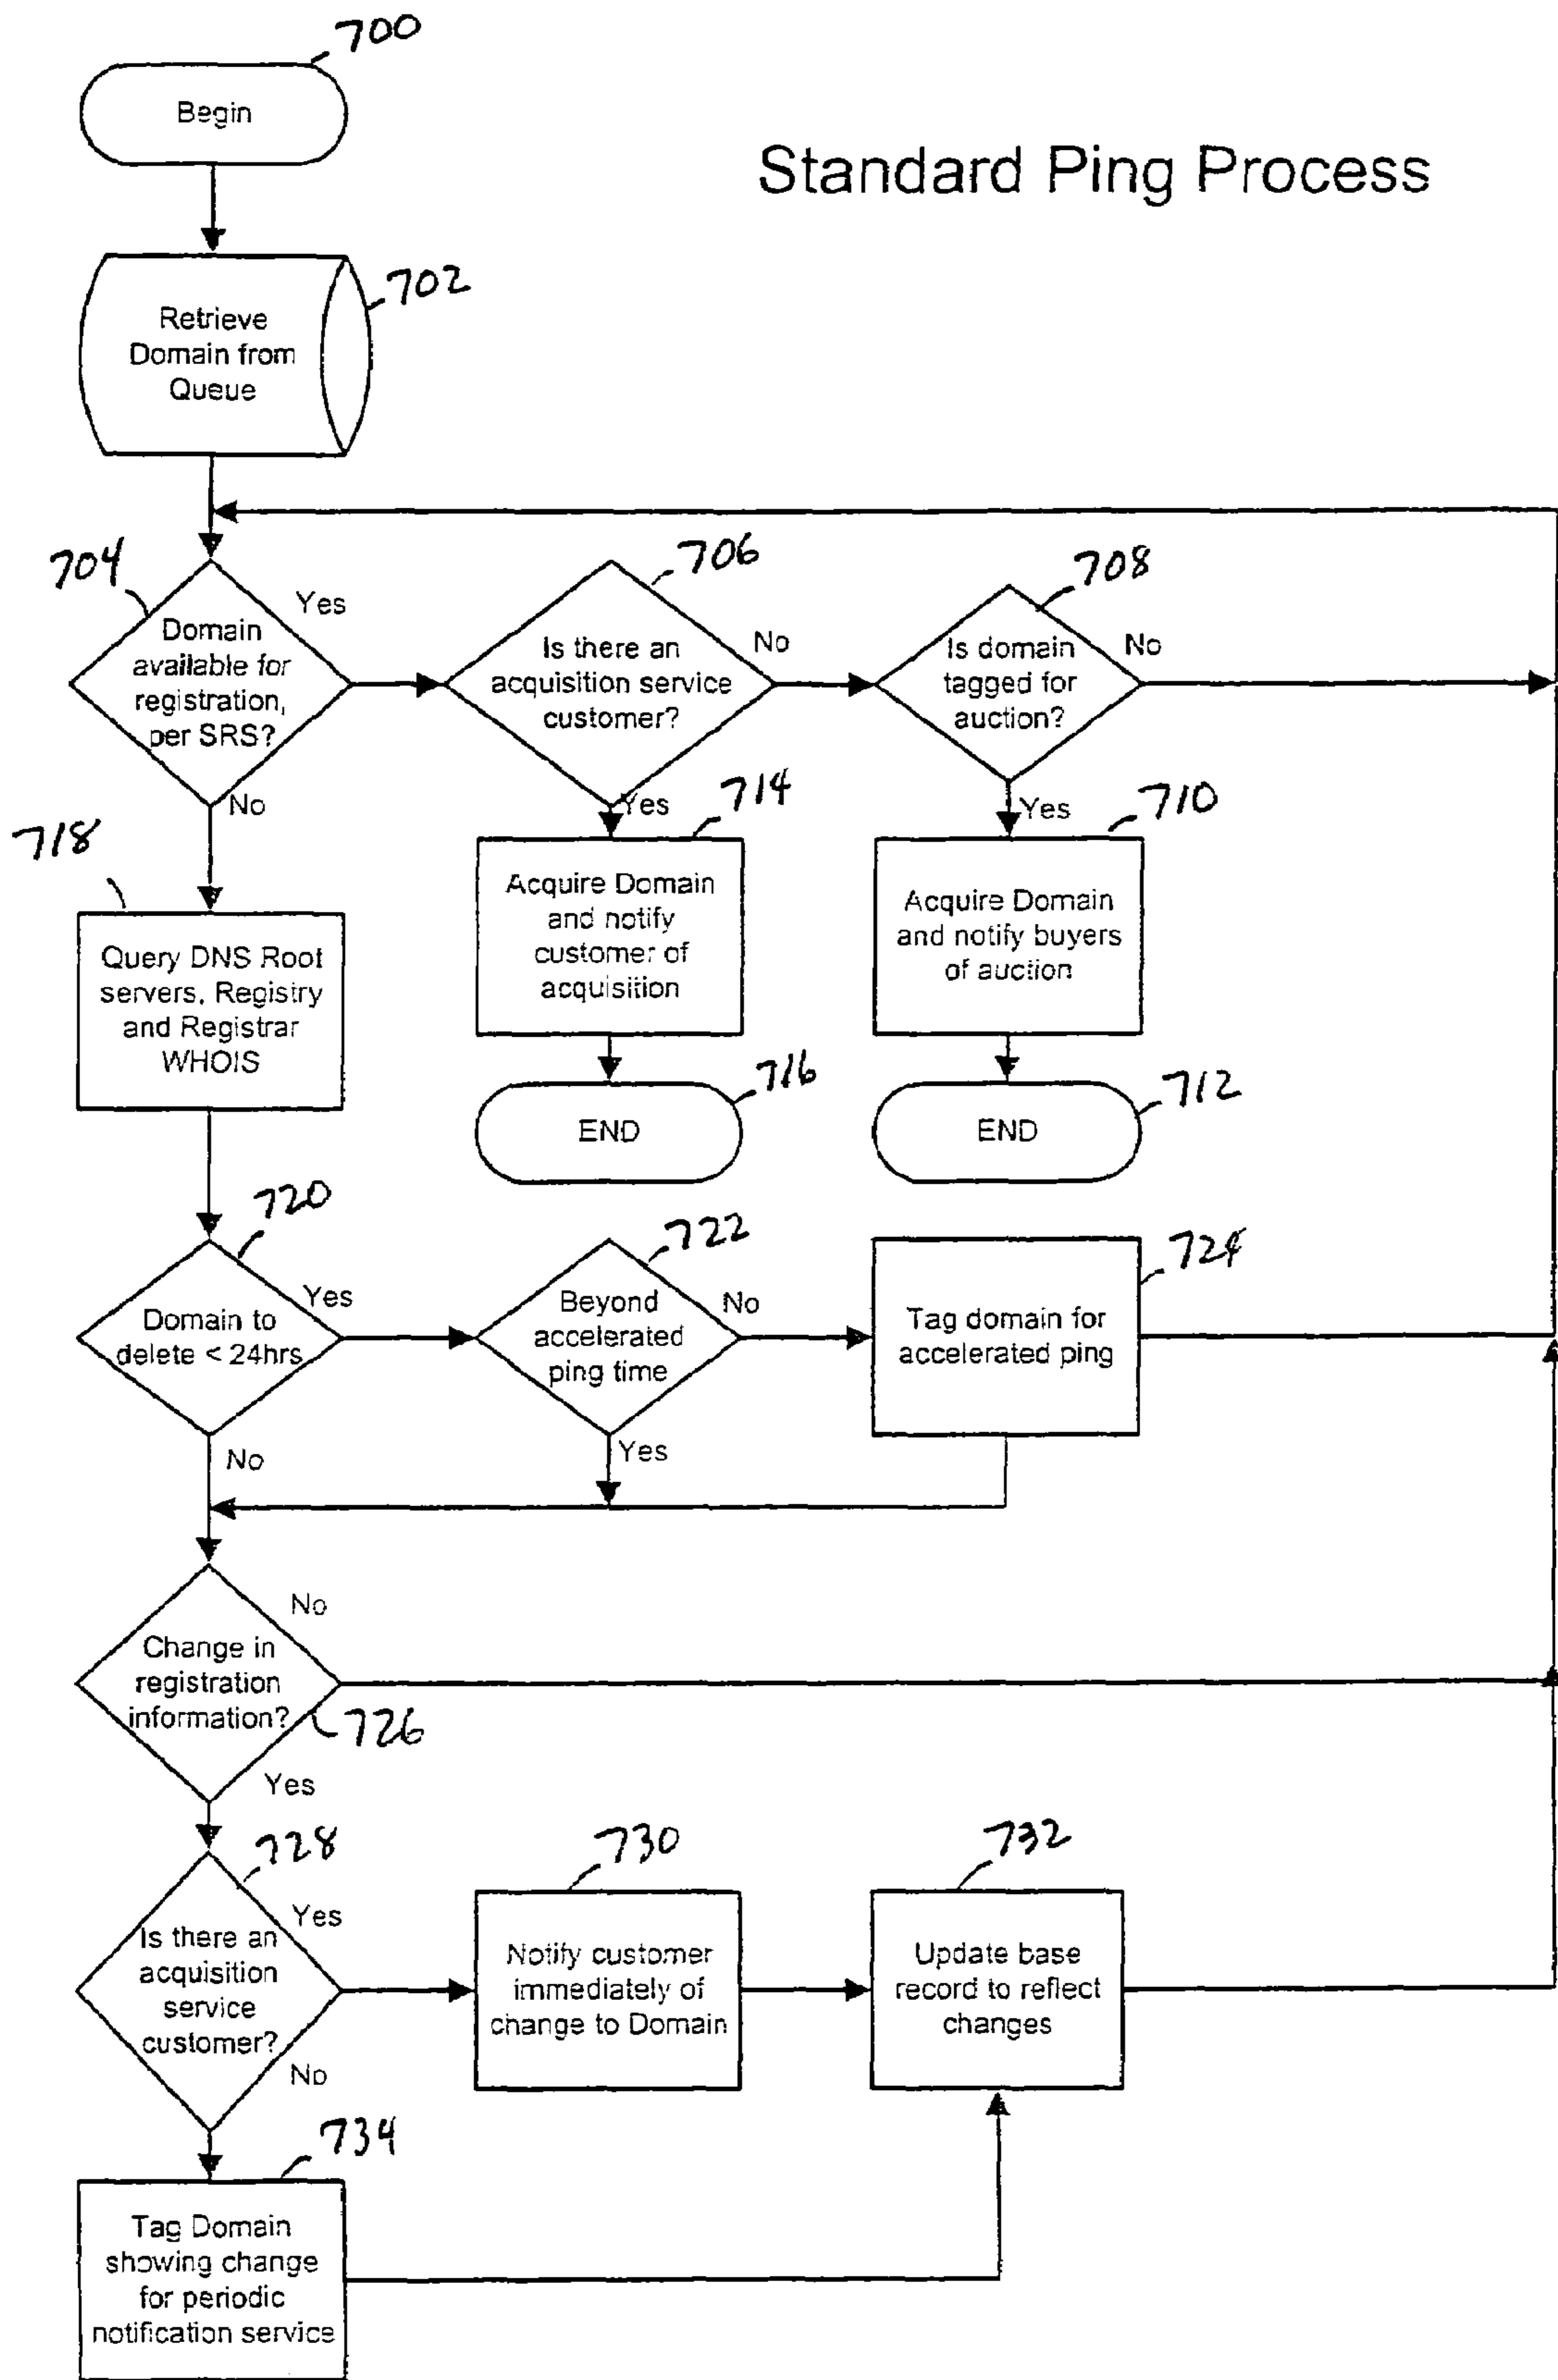 700
Begin
Standard Ping Process
702
Retrieve
Domain from
Queue
704
Yes
Domain
available for
registration,
per SRS?
No
706
Is there an
acquisition service
customer?
No
Yes
708
Is domain
tagged for
auction?
No
Yes
718
Query DNS Root
servers, Registry
and Registrar
WHOIS
714
Acquire Domain
and notify
customer of
acquisition
710
Acquire Domain
and notify buyers
of auction
716
END
712
END
720
Yes
Domain to
delete < 24hrs
No
722
Beyond
accelerated
ping time
No
Yes
724
Tag domain for
accelerated ping
No
Change in
registration
information?
726
Yes
728
Yes
Is there an
acquisition
service
customer?
No
730
Notify customer
immediately of
change to Domain
732
Update base
record to reflect
changes
734
Tag Domain
showing change
for periodic
notification service